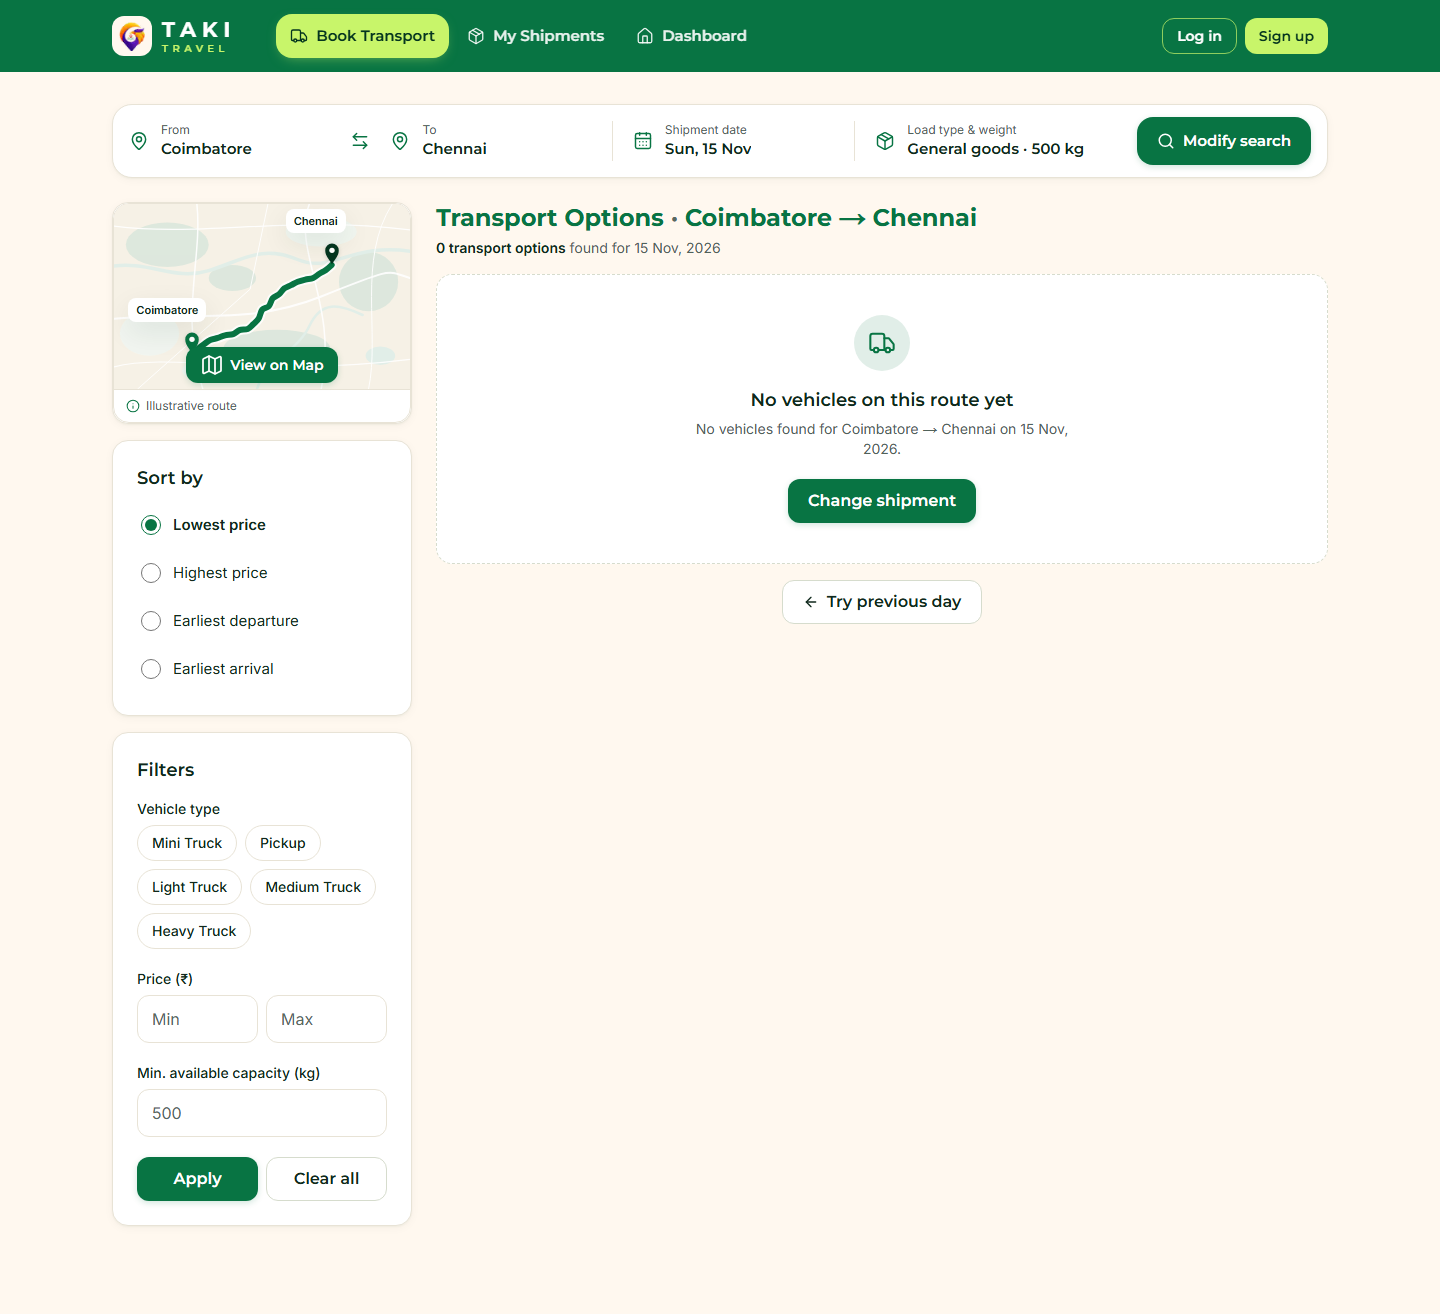 TAKI
TRAVEL
Book Transport
My Shipments
Dashboard
Log in
Sign up
From
Coimbatore
To
Chennai
Shipment date
Sun, 15 Nov
Load type & weight
General goods · 500 kg
Modify search
Chennai
Coimbatore
View on Map
Illustrative route
Transport Options · Coimbatore → Chennai
0 transport options found for 15 Nov, 2026
No vehicles on this route yet
No vehicles found for Coimbatore → Chennai on 15 Nov,
2026.
Change shipment
Try previous day
Sort by
Lowest price
Highest price
Earliest departure
Earliest arrival
Filters
Vehicle type
Mini Truck
Pickup
Light Truck
Medium Truck
Heavy Truck
Price (₹)
Min
Max
Min. available capacity (kg)
500
Apply
Clear all